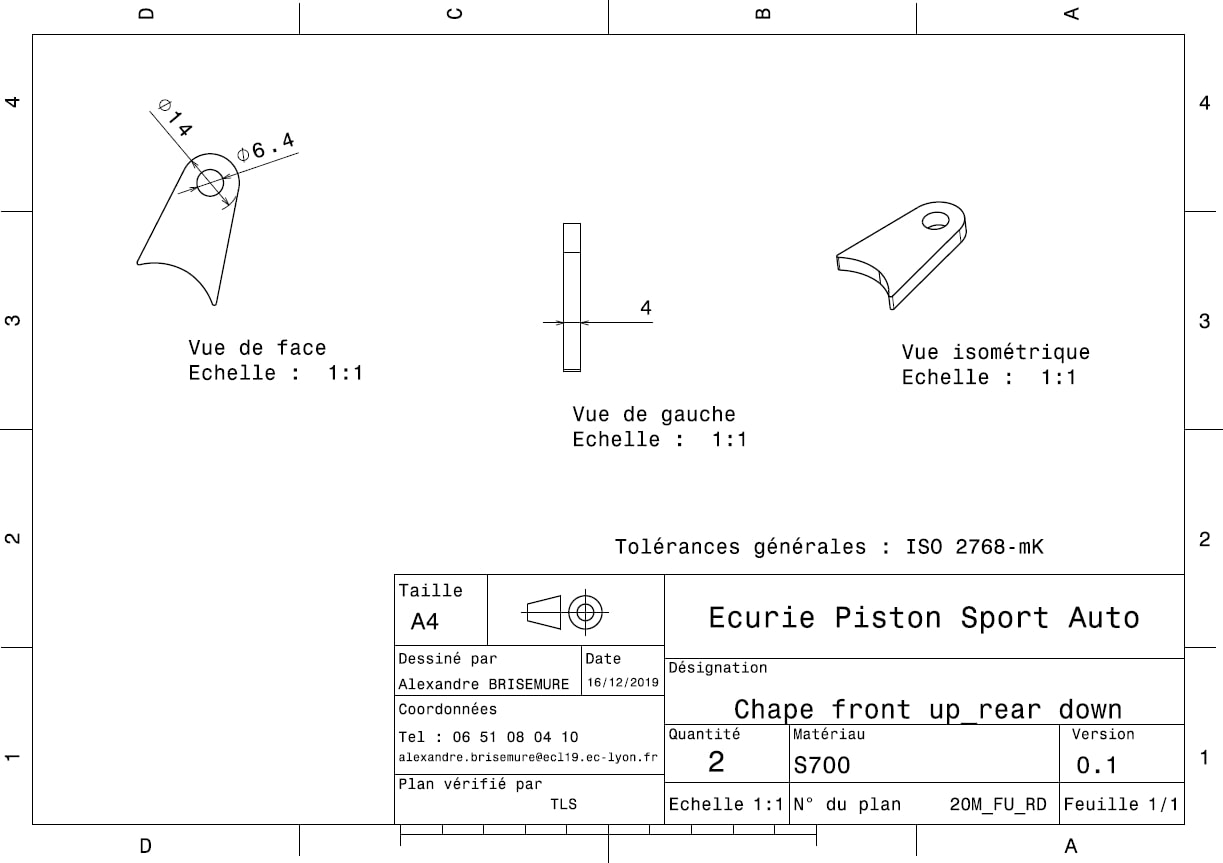 D C B A
4 4
Ø14
Ø6.4
4
3 3
Vue de face
Echelle : 1:1
Vue de gauche
Echelle : 1:1
Vue isométrique
Echelle : 1:1
2 2
Tolérances générales : ISO 2768-mK
Taille
A4
Ecurie Piston Sport Auto
Dessiné par
Alexandre BRISEMURE
Date
16/12/2019
Désignation
Chape front up_rear down
Coordonnées
Tel : 06 51 08 04 10
alexandre.brisemure@ecl19.ec-lyon.fr
Quantité
2
Matériau
S700
Version
0.1
1 1
Plan vérifié par
TLS
Echelle 1:1
N° du plan 20M_FU_RD
Feuille 1/1
D A